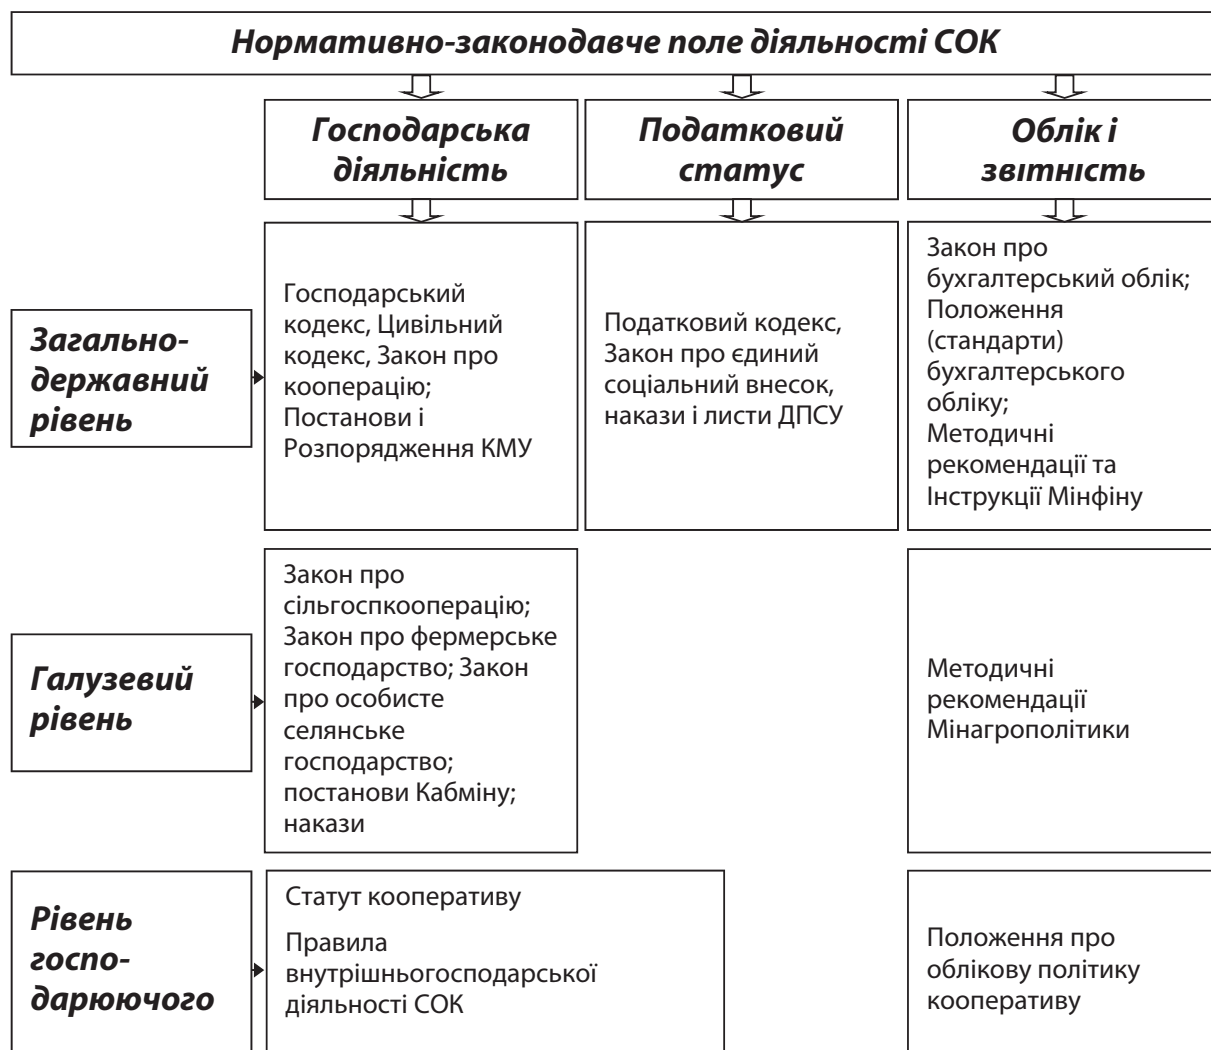 Нормативно-законодавче поле діяльності СОК
Господарська
діяльність
Податковий
статус
Облік і
звітність
Загально-
державний
рівень
Господарський
кодекс, Цивільний
кодекс, Закон про
кооперацію;
Постанови і
Розпорядження КМУ
Податковий кодекс,
Закон про єдиний
соціальний внесок,
накази і листи ДПСУ
Закон про
бухгалтерський облік;
Положення
(стандарти)
бухгалтерського
обліку;
Методичні
рекомендації та
Інструкції Мінфіну
Галузевий
рівень
Закон про
сільгоспкооперацію;
Закон про фермерське
господарство; Закон
про особисте
селянське
господарство;
постанови Кабміну;
накази
Методичні
рекомендації
Мінагрополітики
Рівень
госпо-
дарюючого
Статут кооперативу
Правила
внутрішньогосподарської
діяльності СОК
Положення про
облікову політику
кооперативу